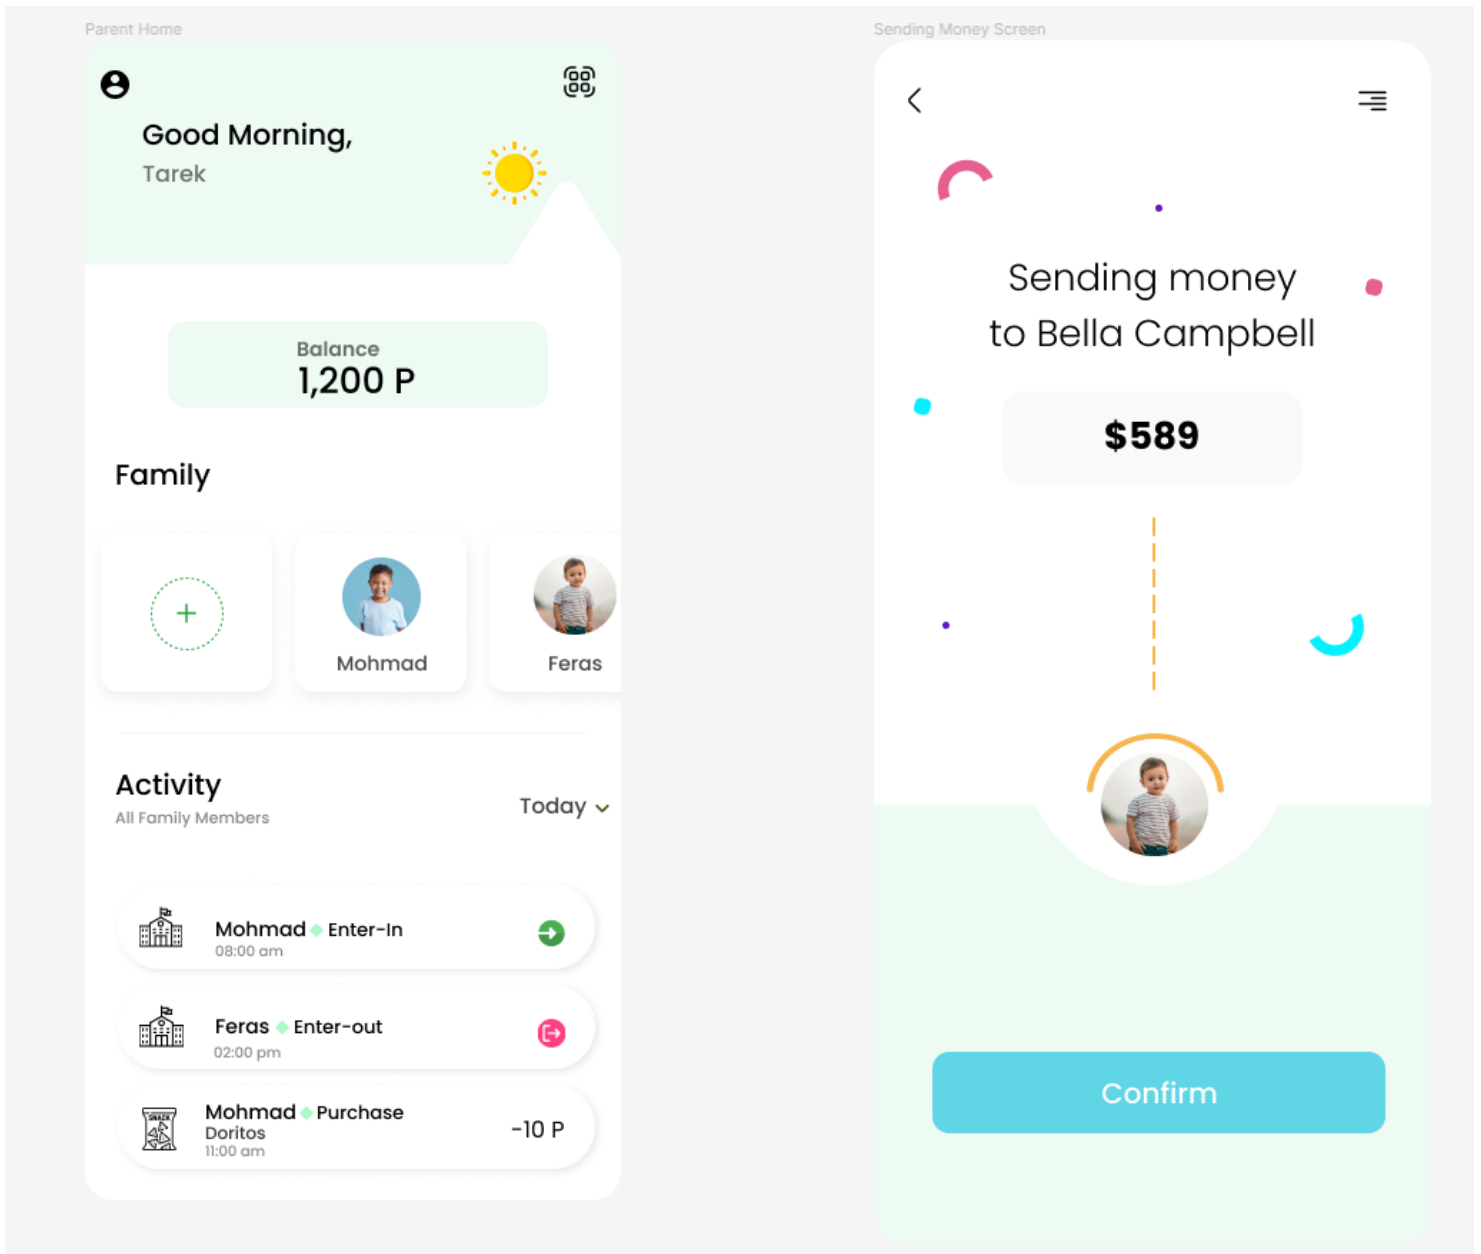 Parent Home
Good Morning,
Tarek
Balance
1,200 P
Family
Mohmad
Feras
Activity
All Family Members
Today
Mohmad Enter-In
08:00 am
Feras Enter-out
02:00 pm
SNACK
Mohmad Purchase
Doritos
11:00 am
-10 P
Sending Money Screen
Sending money
to Bella Campbell
$589
Confirm